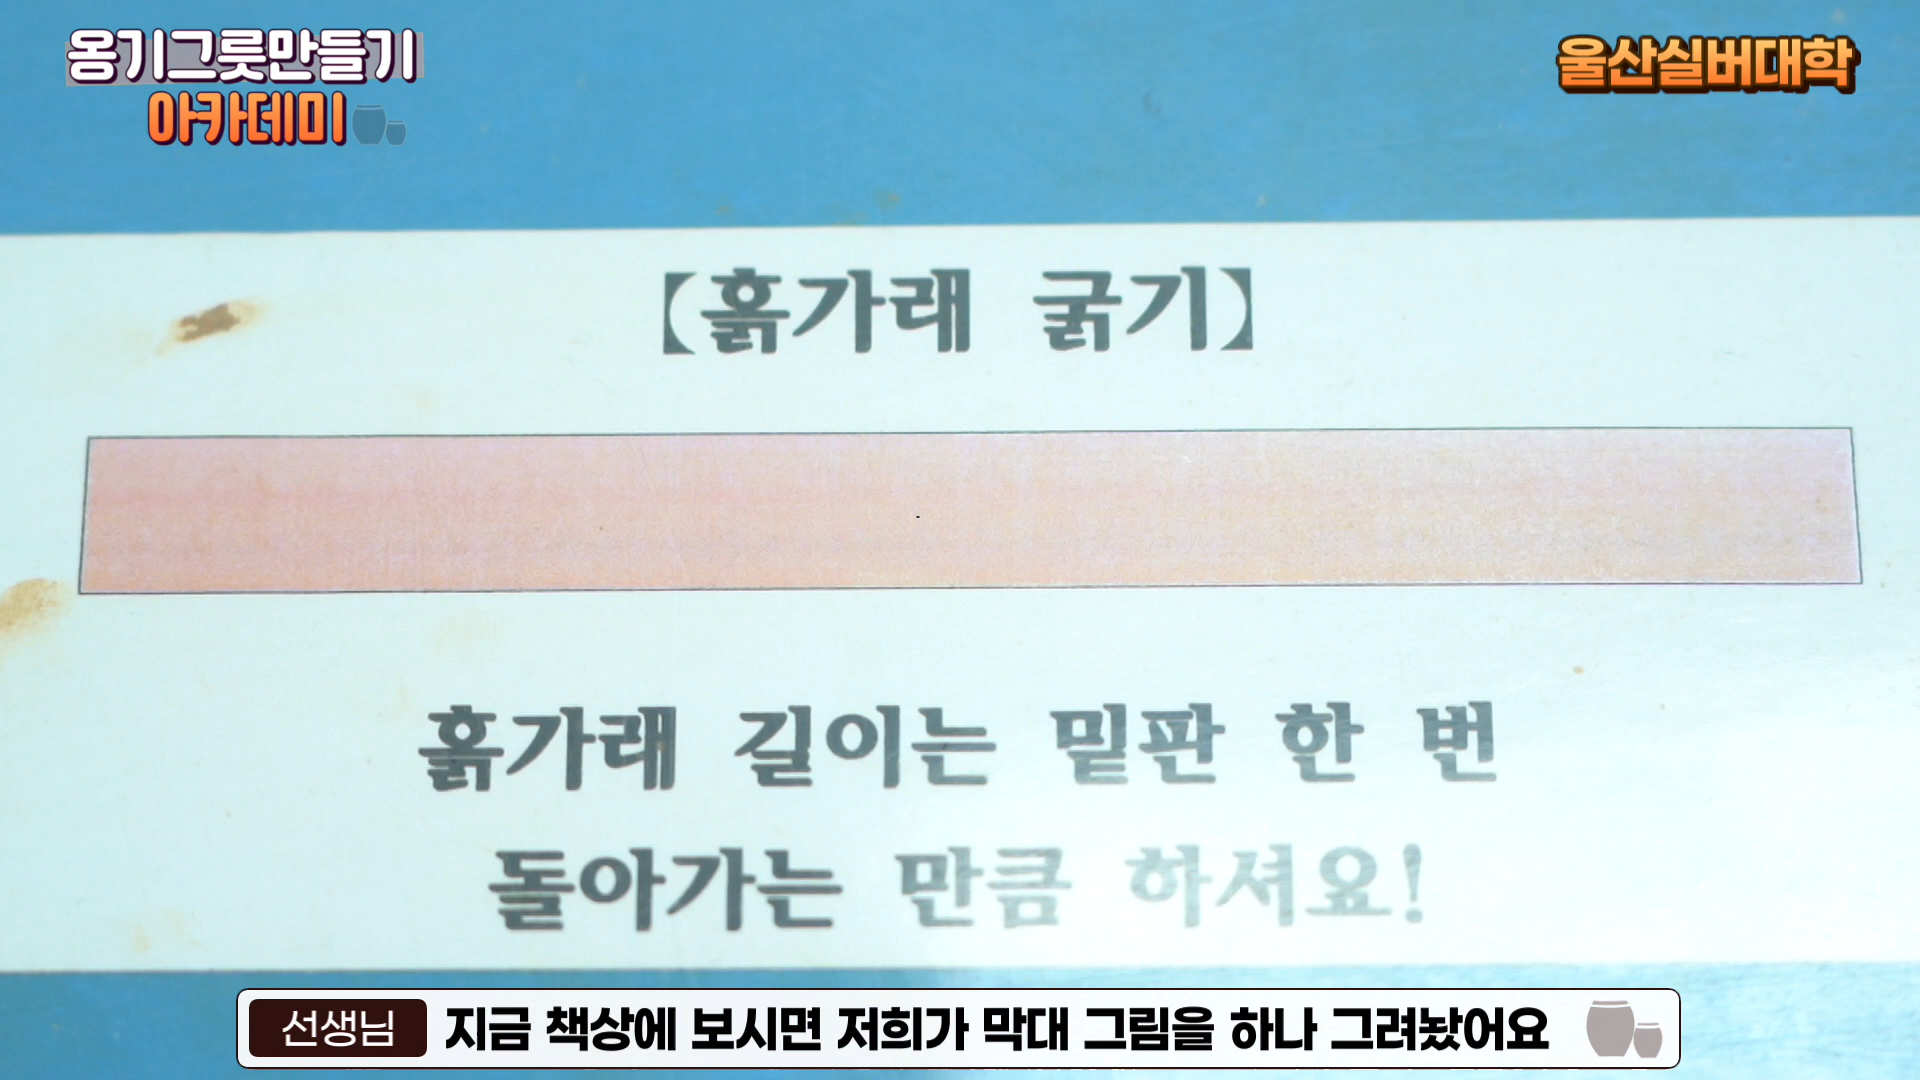 옹기그릇만들기
아카데미
울산실버대학
【흙가래 굵기】
흙가래 길이는 밑판 한 번
돌아가는 만큼 하셔요!
선생님 지금 책상에 보시면 저희가 막대 그림을 하나 그려놨어요